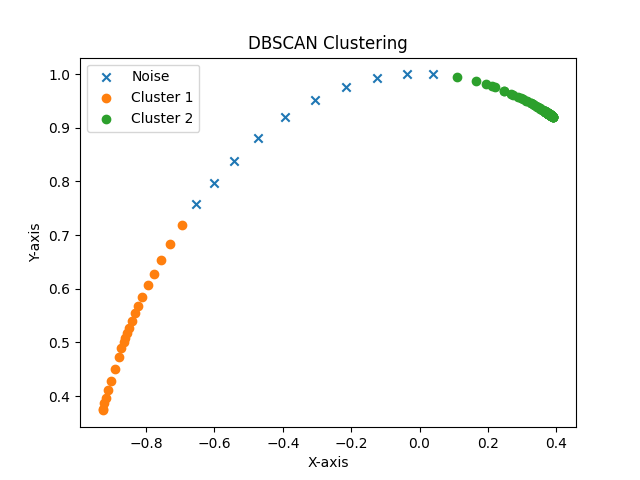 DBSCAN Clustering
Noise
Cluster 1
Cluster 2
1.0
0.9
0.8
0.7
0.6
0.5
0.4
Y-axis
−0.8 −0.6 −0.4 −0.2 0.0 0.2 0.4
X-axis